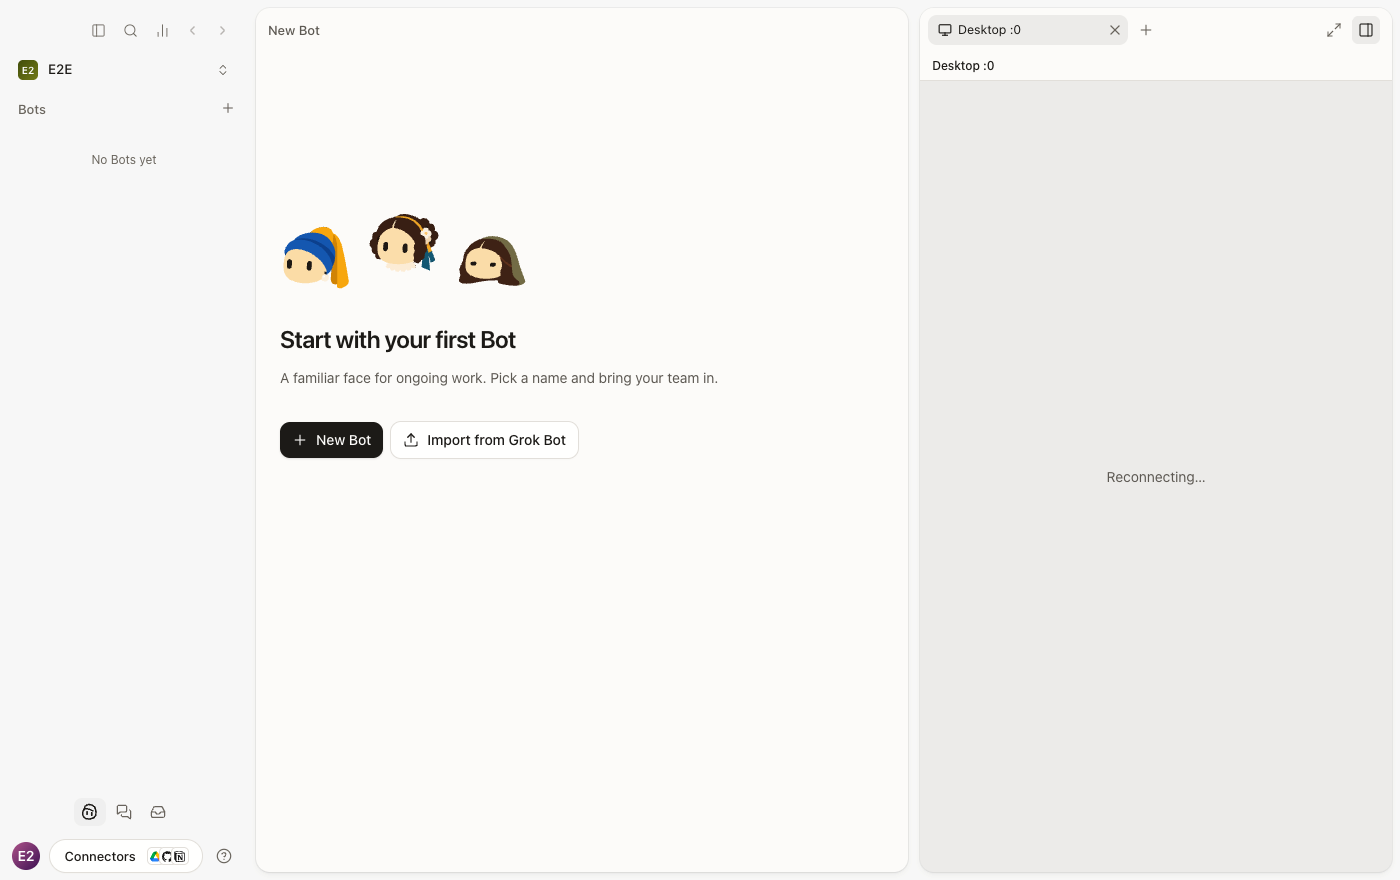 E2
E2E
Bots
No Bots yet
E2
Connectors
New Bot
Start with your first Bot
A familiar face for ongoing work. Pick a name and bring your team in.
New Bot
Import from Grok Bot
Desktop :0
Desktop :0
Reconnecting...